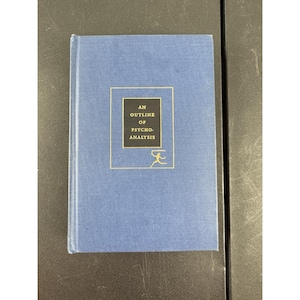 AN
OUTLINE
OF
PSYCHO-
ANALYSIS